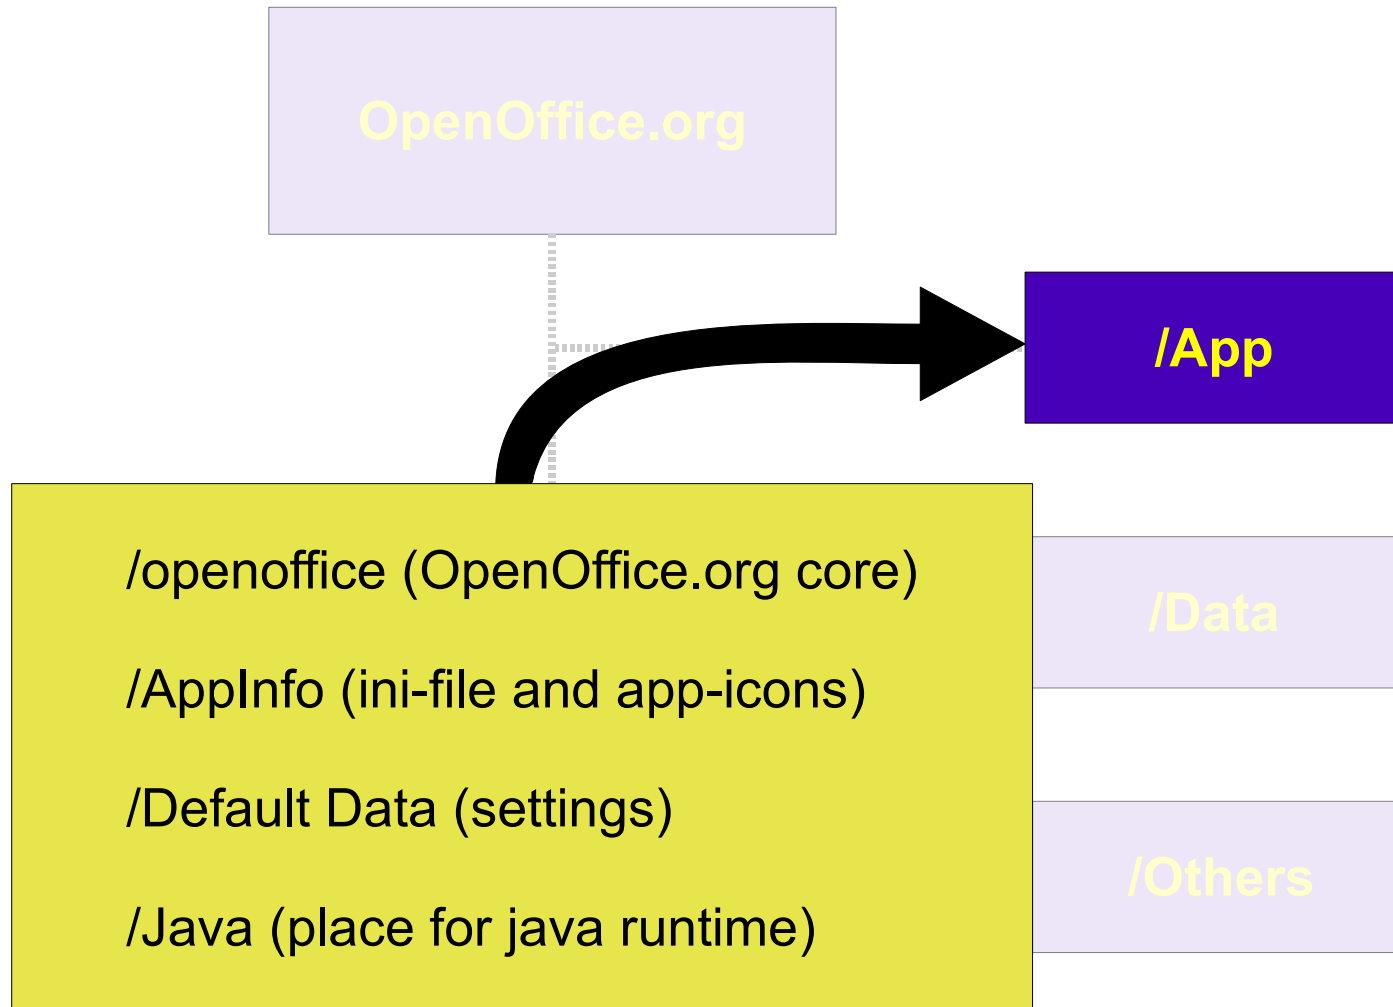 OpenOffice.org
/App
/openoffice (OpenOffice.org core)
/Data
/AppInfo (ini-file and app-icons)
/Default Data (settings)
/Others
/Java (place for java runtime)